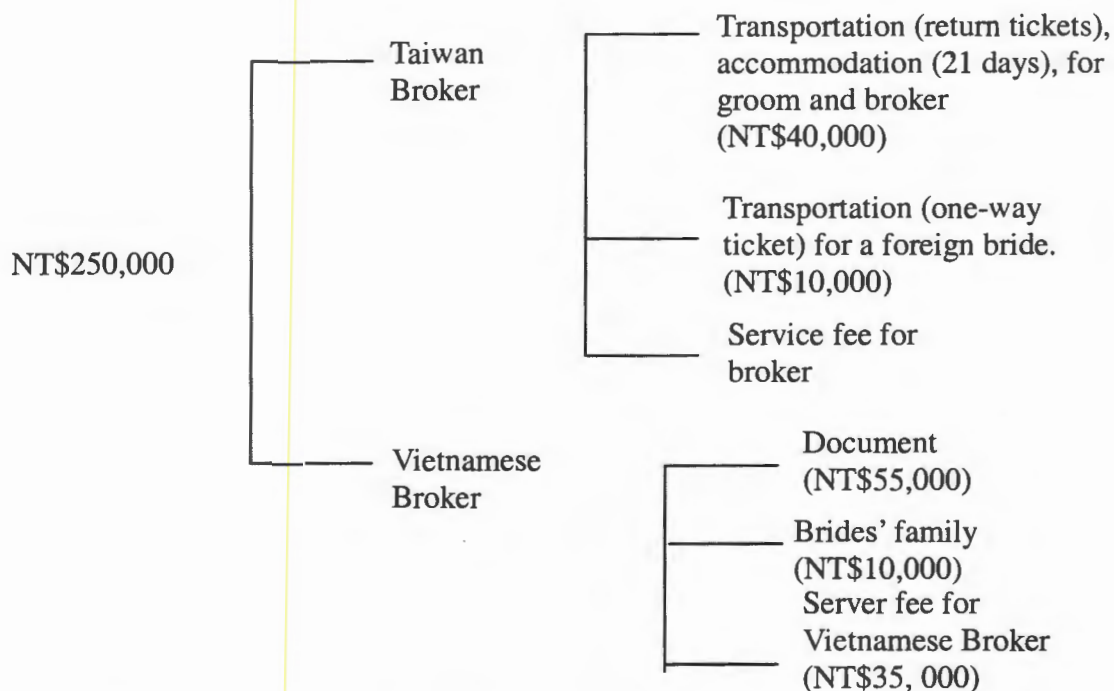 NT$250,000
Taiwan
Broker
Transportation (return tickets),
accommodation (21 days), for
groom and broker
(NT$40,000)
Transportation (one-way
ticket) for a foreign bride.
(NT$10,000)
Service fee for
broker
Vietnamese
Broker
Document
(NT$55,000)
Brides’ family
(NT$10,000)
Server fee for
Vietnamese Broker
(NT$35, 000)